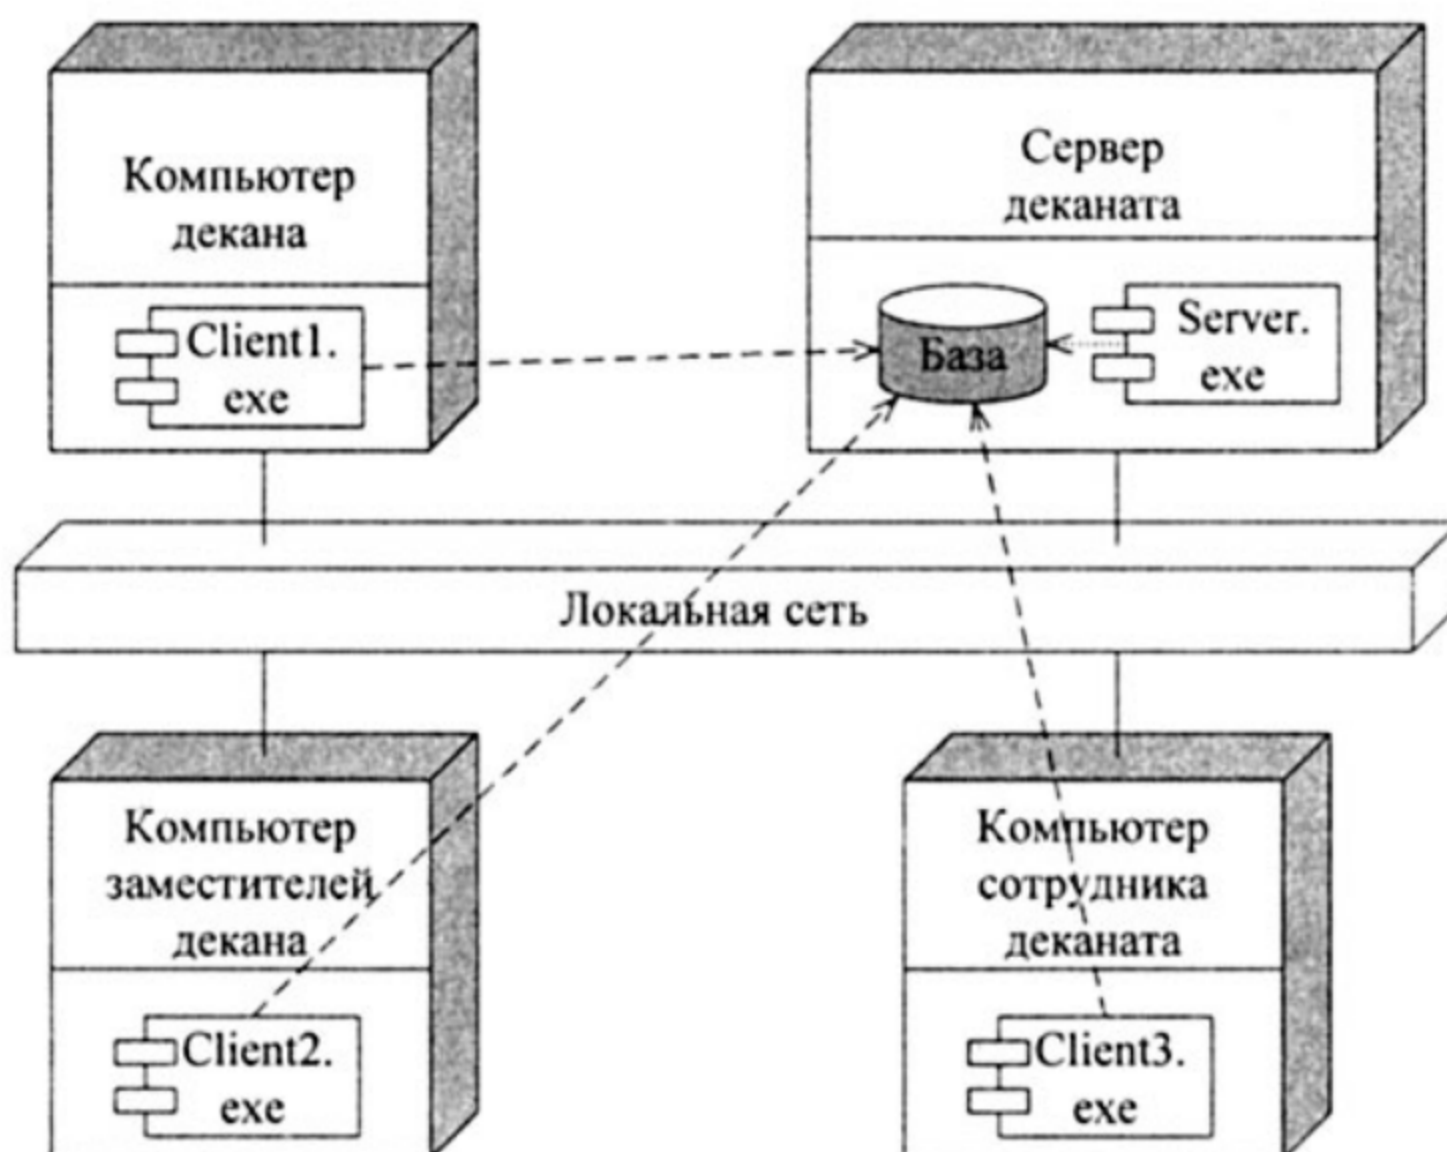 Компьютер
декана
Client1.
exe
Сервер
деканата
База
Server.
exe
Локальная сеть
Компьютер
заместителей
декана
Client2.
exe
Компьютер
сотрудника
деканата
Client3.
exe